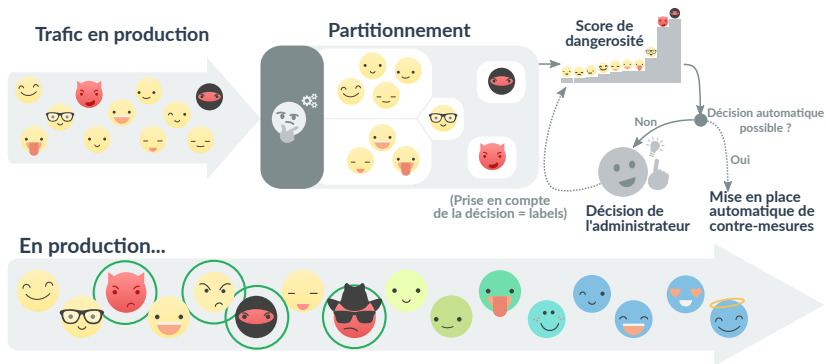 Trafic en production
Partitionnement
Score de
dangerosité
Décision automatique
possible ?
Non
Oui
(Prise en compte
de la décision = labels)
Décision de
l'administrateur
Mise en place
automatique de
contre-mesures
En production...